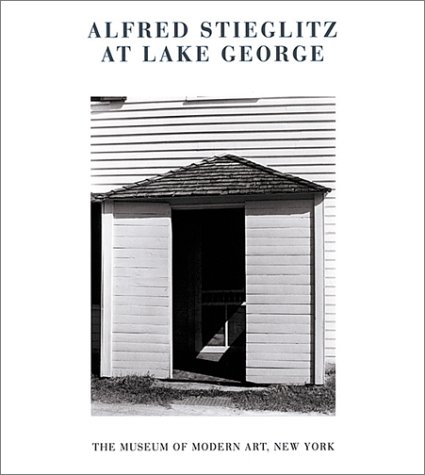 ALFRED STIEGLITZ
AT LAKE GEORGE
THE MUSEUM OF MODERN ART, NEW YORK